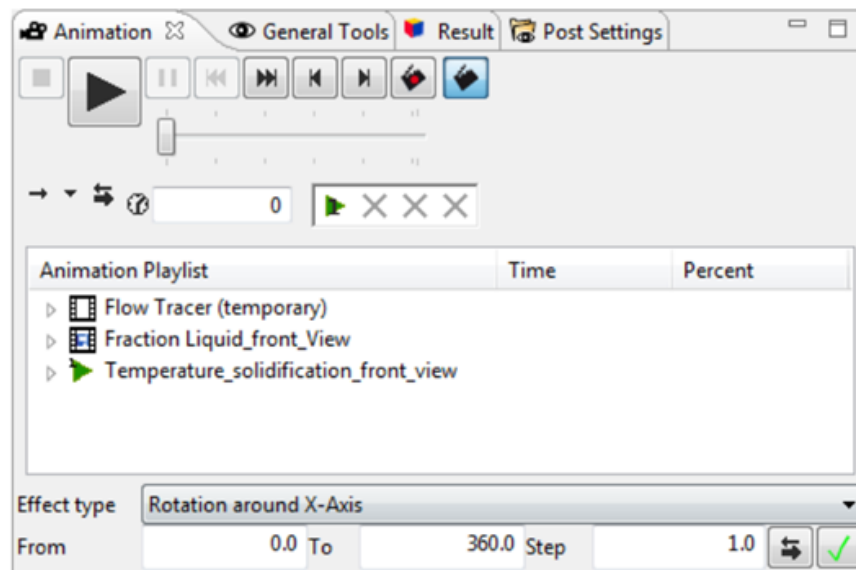 Animation General Tools Result Post Settings
0
Animation Playlist Time Percent
Flow Tracer (temporary)
Fraction Liquid_front_View
Temperature_solidification_front_view
Effect type Rotation around X-Axis
From 0.0 To 360.0 Step 1.0